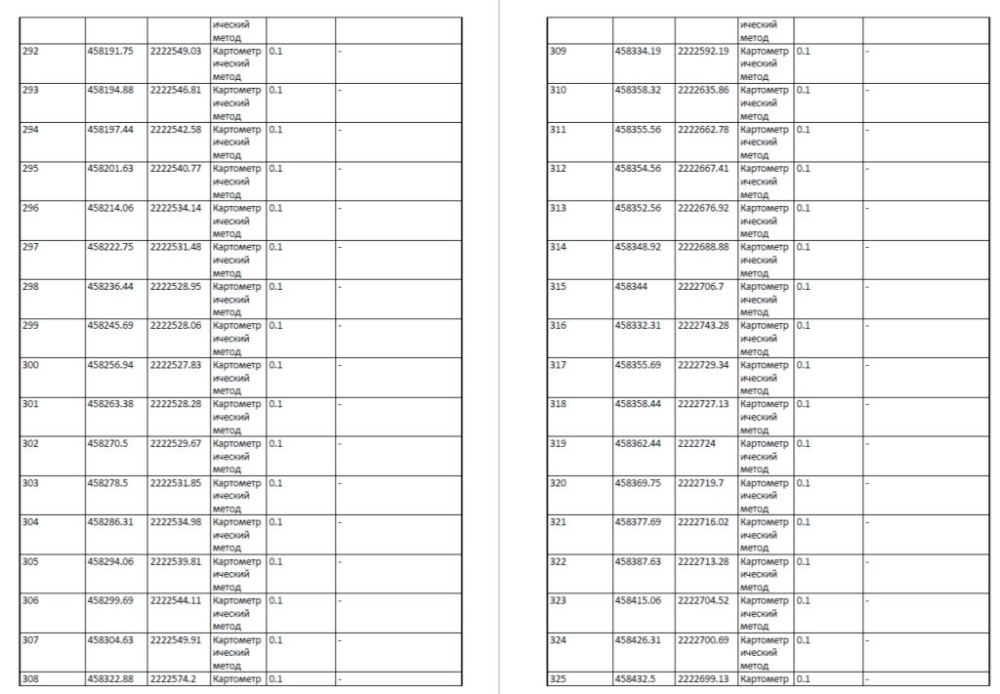 ический
метод
292 458191.75 2222549.03 Картометр 0.1 -
ический
метод
293 458194.88 2222546.81 Картометр 0.1 -
ический
метод
294 458197.44 2222542.58 Картометр 0.1 -
ический
метод
295 458201.63 2222540.77 Картометр 0.1 -
ический
метод
296 458214.06 2222534.14 Картометр 0.1 -
ический
метод
297 458222.75 2222531.48 Картометр 0.1 -
ический
метод
298 458236.44 2222528.95 Картометр 0.1 -
ический
метод
299 458245.69 2222528.06 Картометр 0.1 -
ический
метод
300 458256.94 2222527.83 Картометр 0.1 -
ический
метод
301 458263.38 2222528.28 Картометр 0.1 -
ический
метод
302 458270.5 2222529.67 Картометр 0.1 -
ический
метод
303 458278.5 2222531.85 Картометр 0.1 -
ический
метод
304 458286.31 2222534.98 Картометр 0.1 -
ический
метод
305 458294.06 2222539.81 Картометр 0.1 -
ический
метод
306 458299.69 2222544.11 Картометр 0.1 -
ический
метод
307 458304.63 2222549.91 Картометр 0.1 -
ический
метод
308 458322.88 2222574.2 Картометр 0.1 -
ический
метод
309 458334.19 2222592.19 Картометр 0.1 -
ический
метод
310 458358.32 2222635.86 Картометр 0.1 -
ический
метод
311 458355.56 2222662.78 Картометр 0.1 -
ический
метод
312 458354.56 2222667.41 Картометр 0.1 -
ический
метод
313 458352.56 2222676.92 Картометр 0.1 -
ический
метод
314 458348.92 2222688.88 Картометр 0.1 -
ический
метод
315 458344 2222706.7 Картометр 0.1 -
ический
метод
316 458332.31 2222743.28 Картометр 0.1 -
ический
метод
317 458355.69 2222729.34 Картометр 0.1 -
ический
метод
318 458358.44 2222727.13 Картометр 0.1 -
ический
метод
319 458362.44 2222724 Картометр 0.1 -
ический
метод
320 458369.75 2222719.7 Картометр 0.1 -
ический
метод
321 458377.69 2222716.02 Картометр 0.1 -
ический
метод
322 458387.63 2222713.28 Картометр 0.1 -
ический
метод
323 458415.06 2222704.52 Картометр 0.1 -
ический
метод
324 458426.31 2222700.69 Картометр 0.1 -
ический
метод
325 458432.5 2222699.13 Картометр 0.1 -